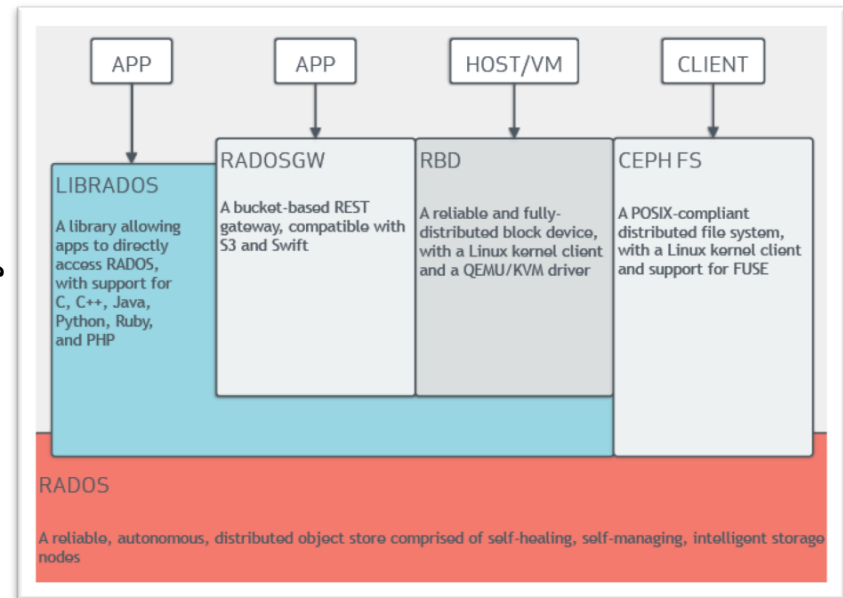 APP
APP
HOST/VM
CLIENT
LIBRADOS
A library allowing
apps to directly
access RADOS,
with support for
C, C++, Java,
Python, Ruby,
and PHP
RADOSGW
A bucket-based REST
gateway, compatible with
S3 and Swift
RBD
A reliable and fully-
distributed block device,
with a Linux kernel client
and a QEMU/KVM driver
CEPH FS
A POSIX-compliant
distributed file system,
with a Linux kernel client
and support for FUSE
RADOS
A reliable, autonomous, distributed object store comprised of self-healing, self-managing, intelligent storage
nodes